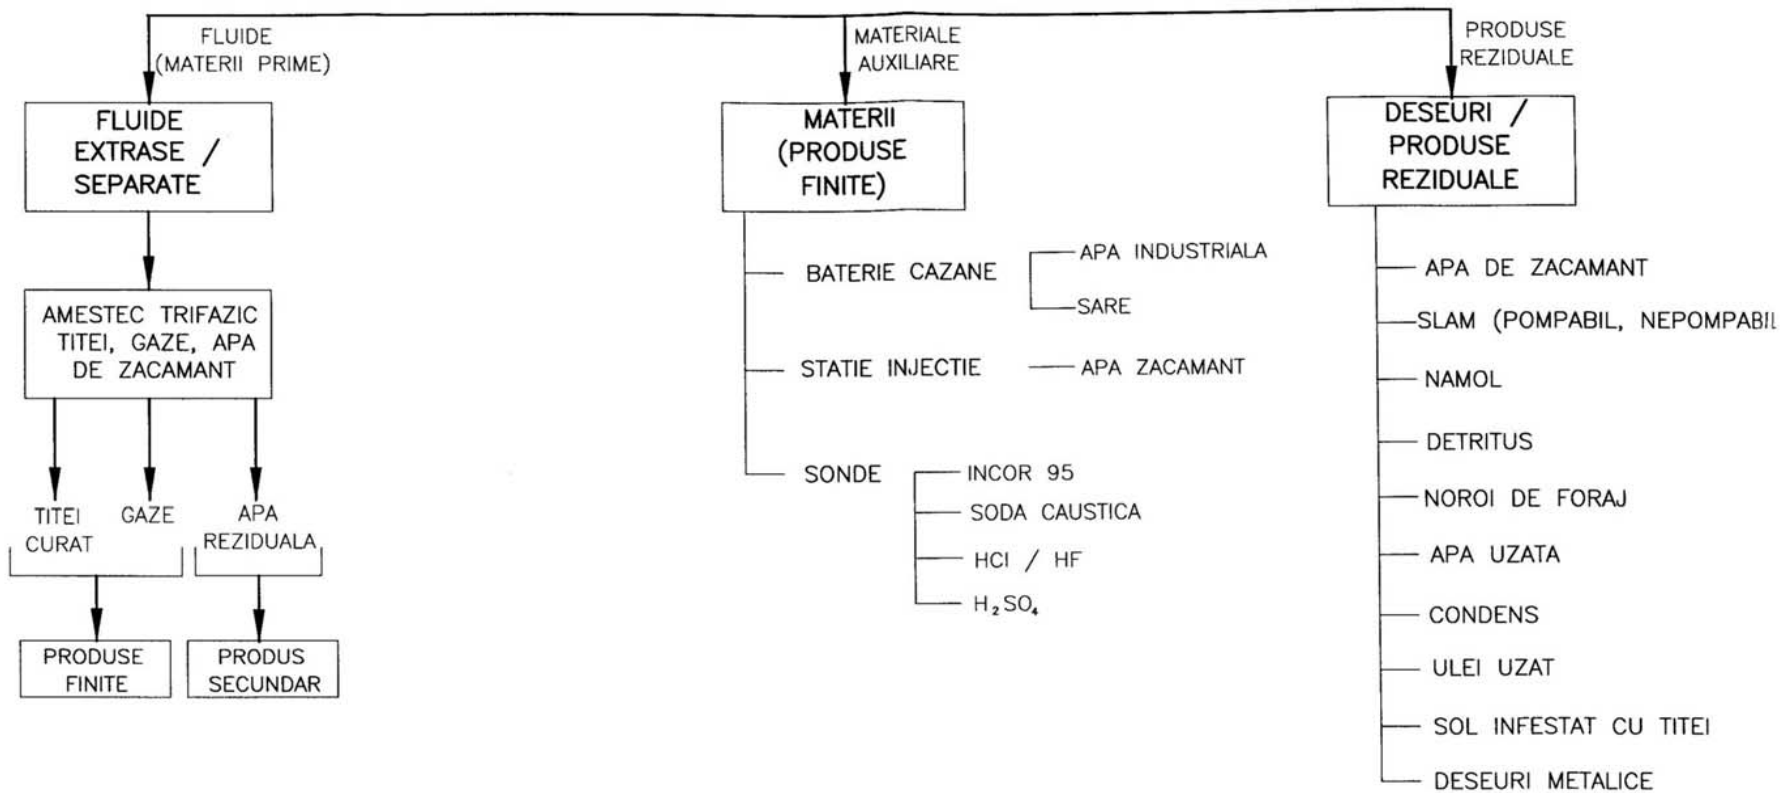 FLUIDE
(MATERII PRIME)
FLUIDE
EXTRASE /
SEPARATE
AMESTEC TRIFAZIC
TITEI, GAZE, APA
DE ZACAMANT
TITEI
CURAT
GAZE
APA
REZIDUALA
PRODUSE
FINITE
PRODUS
SECUNDAR
MATERIALE
AUXILIARE
MATERII
(PRODUSE
FINITE)
BATERIE CAZANE
APA INDUSTRIALA
SARE
STATIE INJECTIE
APA ZACAMANT
SONDE
INCOR 95
SODA CAUSTICA
HCl / HF
H₂SO₄
PRODUSE
REZIDUALE
DESEURI /
PRODUSE
REZIDUALE
APA DE ZACAMANT
SLAM (POMPABIL, NEPOMPABIL
NAMOL
DETRITUS
NOROI DE FORAJ
APA UZATA
CONDENS
ULEI UZAT
SOL INFESTAT CU TITEI
DESEURI METALICE